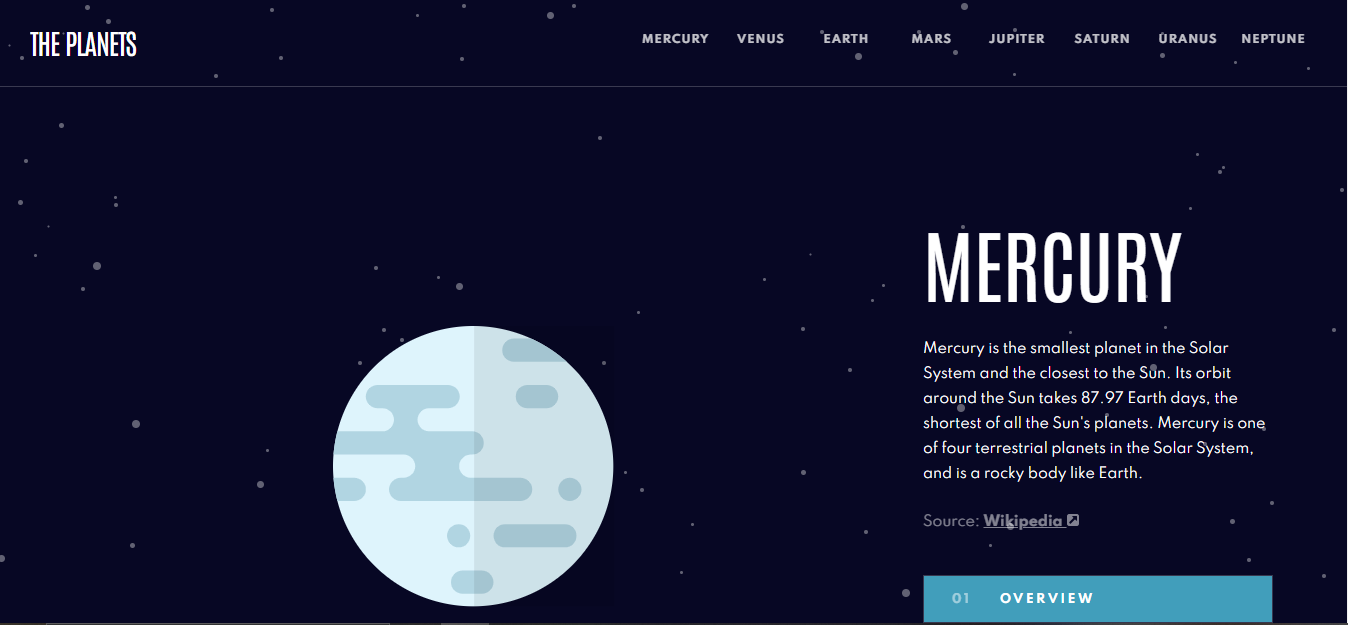 THE PLANETS
MERCURY VENUS EARTH MARS JUPITER SATURN URANUS NEPTUNE
MERCURY
Mercury is the smallest planet in the Solar
System and the closest to the Sun. Its orbit
around the Sun takes 87.97 Earth days, the
shortest of all the Sun's planets. Mercury is one
of four terrestrial planets in the Solar System,
and is a rocky body like Earth.
Source: Wikipedia
01 OVERVIEW